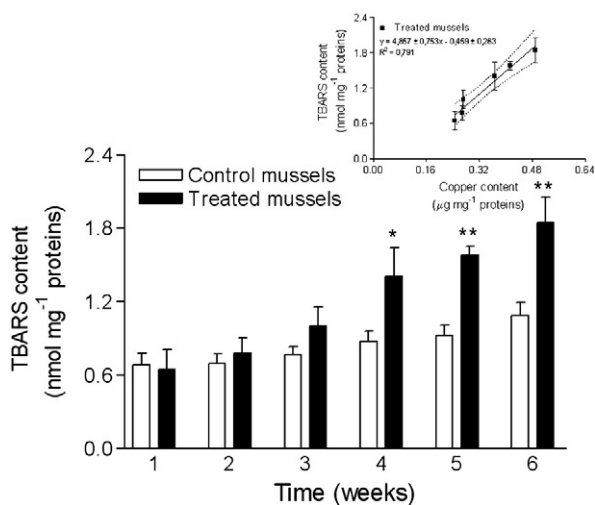 Treated mussels
y = 4,857 ± 0,753x - 0,459 ± 0,263
R² = 0,791
TBARS content
(nmol mg⁻¹ proteins)
2.4
1.8
1.2
0.6
0.0
0.00 0.16 0.32 0.48 0.64
Copper content
(μg mg⁻¹ proteins)
TBARS content
(nmol mg⁻¹ proteins)
2.4
1.8
1.2
0.6
0.0
Control mussels
Treated mussels
* ** **
1 2 3 4 5 6
Time (weeks)